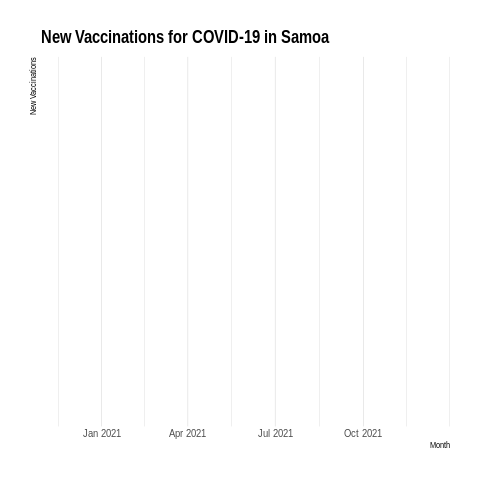 New Vaccinations for COVID-19 in Samoa
New Vaccinations
Jan 2021 Apr 2021 Jul 2021 Oct 2021
Month